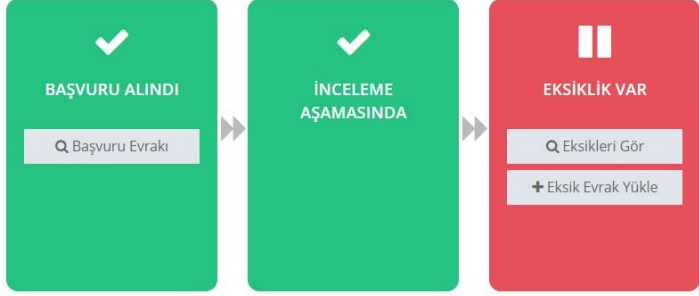 BAŞVURU ALINDI
Başvuru Evrakı
İNCELEME
AŞAMASINDA
EKSİKLİK VAR
Eksikleri Gör
Eksik Evrak Yükle